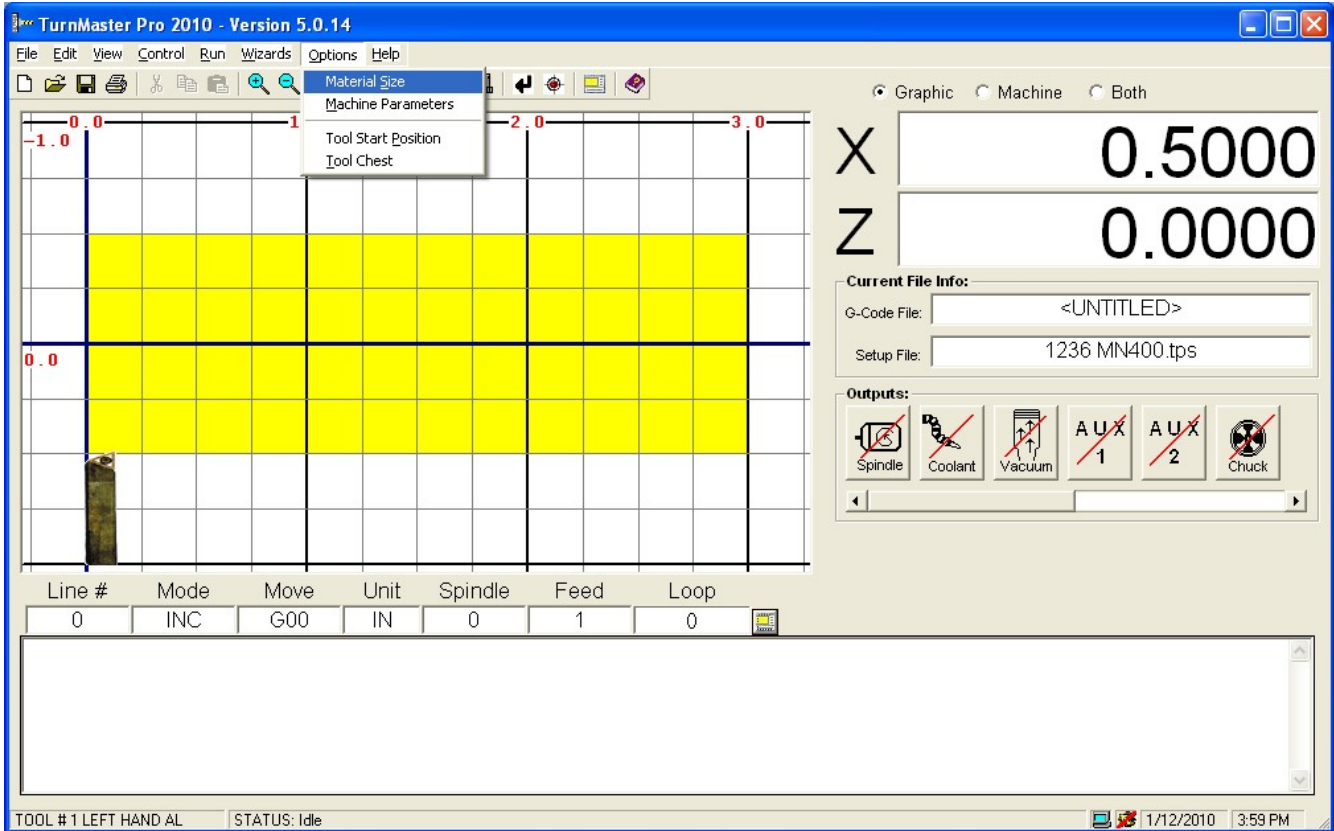 TurnMaster Pro 2010 - Version 5.0.14
File Edit View Control Run Wizards Options Help
Material Size
Machine Parameters
Tool Start Position
Tool Chest
Graphic Machine Both
0.0 1 2.0 3.0
-1.0
0.0
X 0.5000
Z 0.0000
Current File Info:
G-Code File: <UNTITLED>
Setup File: 1236 MN400.tps
Outputs:
Spindle Coolant Vacuum AUX 1 AUX 2 Chuck
Line # Mode Move Unit Spindle Feed Loop
0 INC G00 IN 0 1 0
TOOL # 1 LEFT HAND AL STATUS: Idle 1/12/2010 3:59 PM